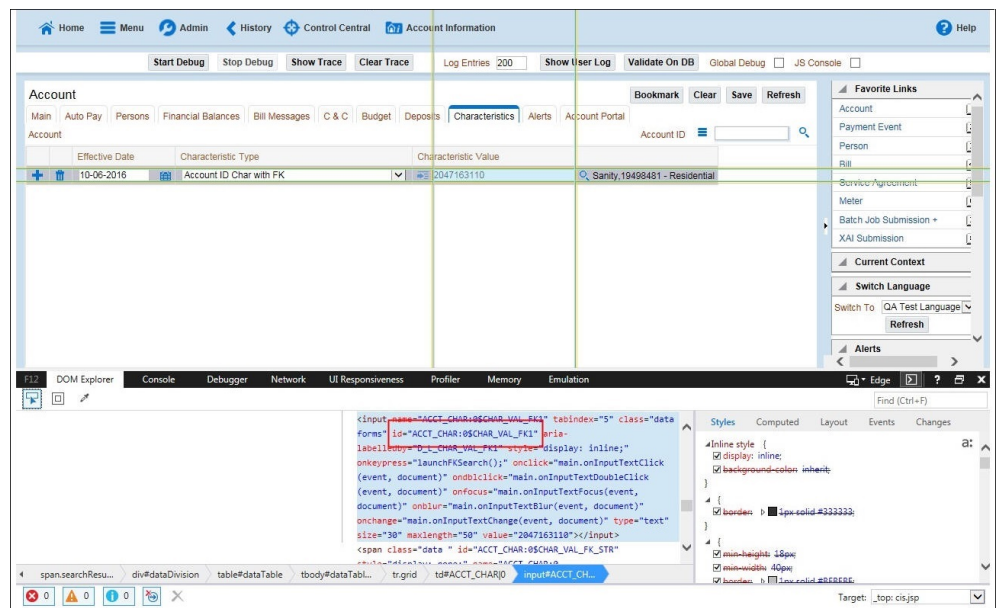 Home Menu Admin History Control Central Account Information Help
Start Debug Stop Debug Show Trace Clear Trace Log Entries 200 Show User Log Validate On DB Global Debug JS Console
Account Bookmark Clear Save Refresh
Main Auto Pay Persons Financial Balances Bill Messages C & C Budget Deposits Characteristics Alerts Account Portal
Account Account ID
Effective Date Characteristic Type Characteristic Value
10-06-2016 Account ID Char with FK 2047163110 Sanity,19498481 - Residential
Favorite Links
Account
Payment Event
Person
Bill
Service Agreement
Meter
Batch Job Submission +
XAI Submission
Current Context
Switch Language
Switch To QA Test Language
Refresh
Alerts
F12 DOM Explorer Console Debugger Network UI Responsiveness Profiler Memory Emulation Edge ?
Find (Ctrl+F)
<input name="ACCT_CHAR:0$CHAR_VAL_FK1" tabindex="5" class="data
forms" id="ACCT_CHAR:0$CHAR_VAL_FK1" aria-
labelledby="D_L_CHAR_VAL_FK1" style="display: inline;"
onkeypress="launchFKSearch();" onclick="main.onInputTextClick
(event, document)" ondblclick="main.onInputTextDoubleClick
(event, document)" onfocus="main.onInputTextFocus(event,
document)" onblur="main.onInputTextBlur(event, document)"
onchange="main.onInputTextChange(event, document)" type="text"
size="30" maxlength="50" value="2047163110"></input>
<span class="data " id="ACCT_CHAR:0$CHAR_VAL_FK_STR"
Styles Computed Layout Events Changes
Inline style { a:
display: inline;
background-color: inherit;
}
{
border: 1px solid #333333;
}
{
min-height: 18px;
min-width: 40px;
border: 1px solid
span.searchResu... div#dataDivision table#dataTable tbody#dataTabl... tr.grid td#ACCT_CHAR|0 input#ACCT_CH...
0 0 0 Target: _top: cis.jsp